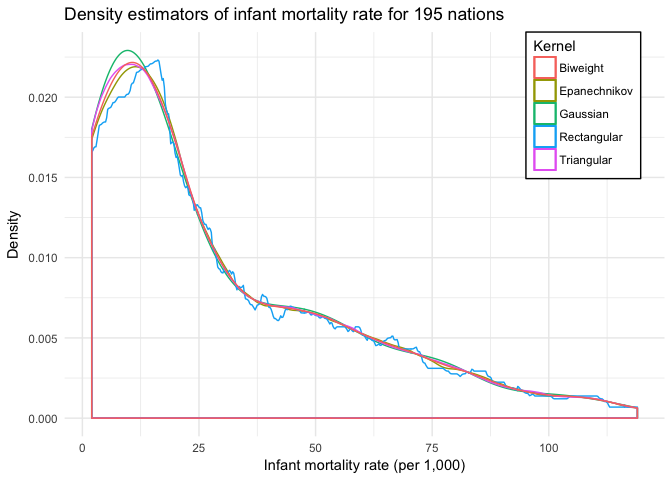 Density estimators of infant mortality rate for 195 nations
Kernel
Biweight
Epanechnikov
Gaussian
Rectangular
Triangular
Density
0.020
0.015
0.010
0.005
0.000
0
25
50
75
100
Infant mortality rate (per 1,000)